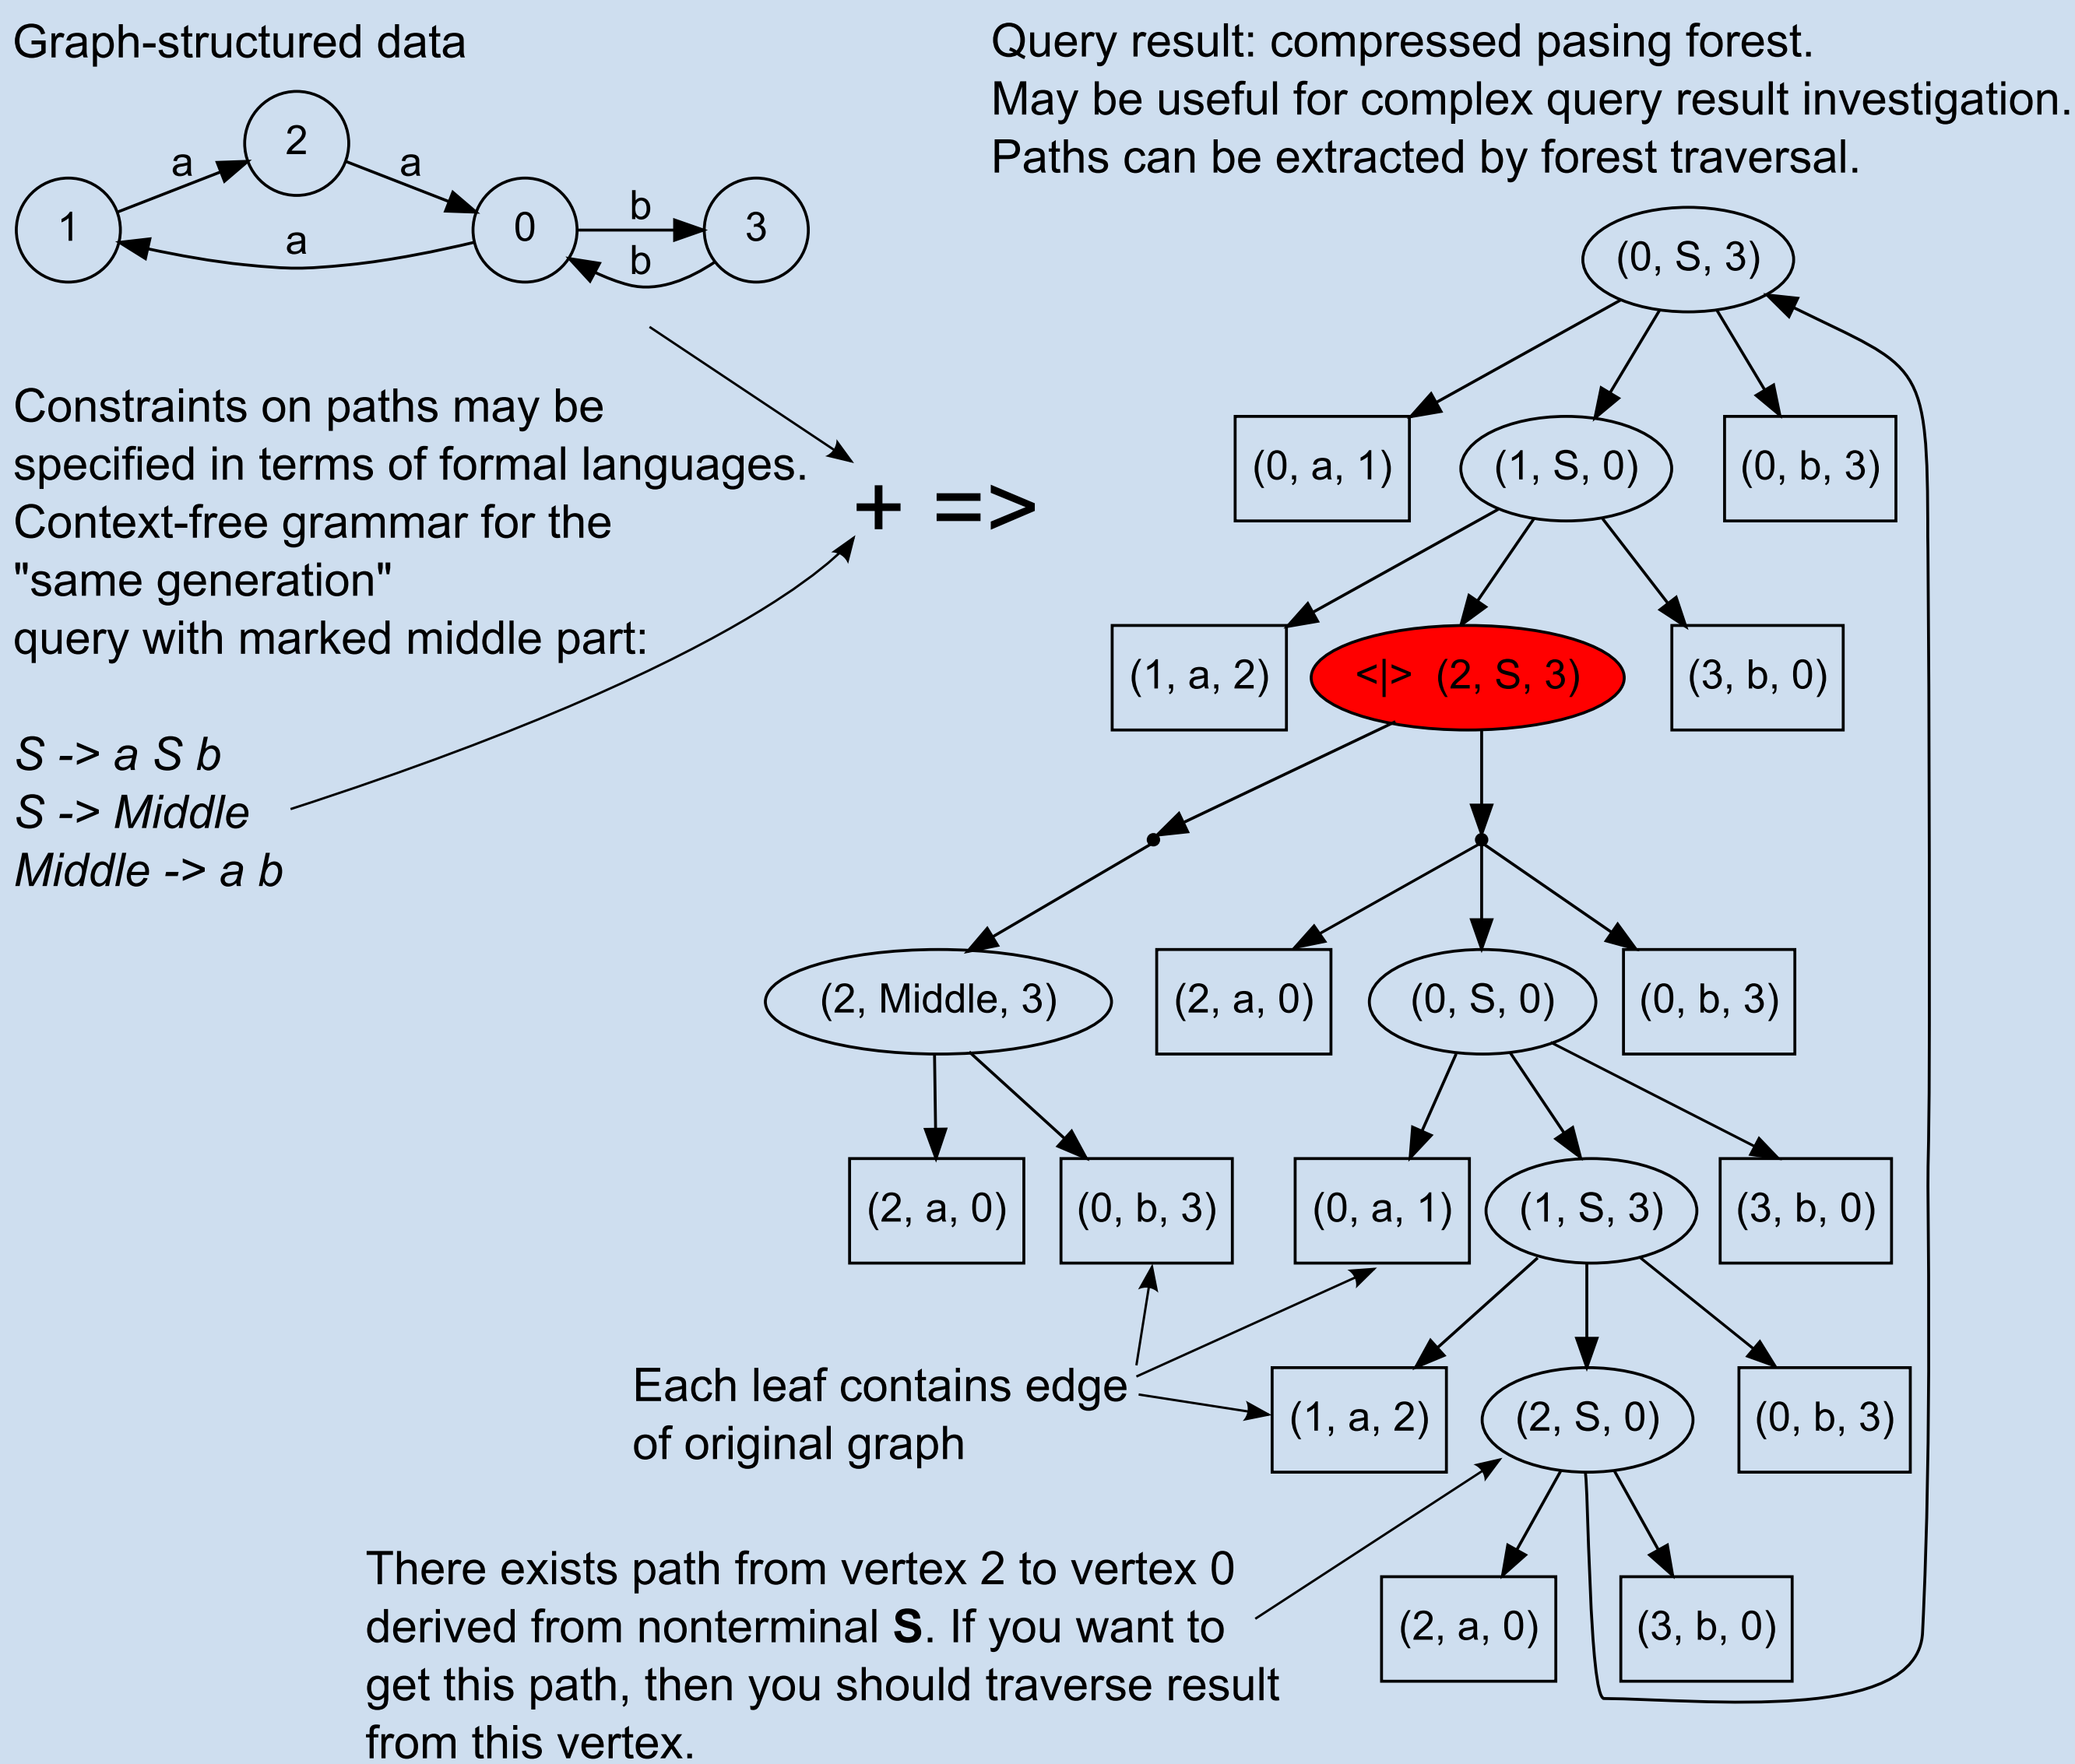 Graph-structured data
1
a
2
a
0
a
b
b
3
Constraints on paths may be
specified in terms of formal languages.
Context-free grammar for the
"same generation"
query with marked middle part:
S -> a S b
S -> Middle
Middle -> a b
+ =>
Query result: compressed pasing forest.
May be useful for complex query result investigation.
Paths can be extracted by forest traversal.
(0, S, 3)
(0, a, 1) (1, S, 0) (0, b, 3)
(1, a, 2) <|> (2, S, 3) (3, b, 0)
(2, Middle, 3) (2, a, 0) (0, S, 0) (0, b, 3)
(2, a, 0) (0, b, 3) (0, a, 1) (1, S, 3) (3, b, 0)
(1, a, 2) (2, S, 0) (0, b, 3)
(2, a, 0) (3, b, 0)
Each leaf contains edge
of original graph
There exists path from vertex 2 to vertex 0
derived from nonterminal S. If you want to
get this path, then you should traverse result
from this vertex.